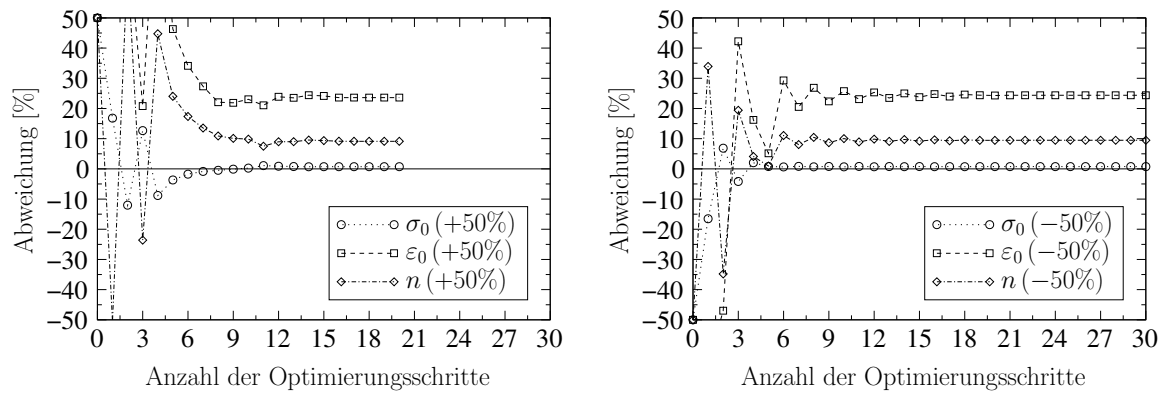 50
40
30
20
10
0
−10
−20
−30
−40
−50
Abweichung [%]
σ₀ (+50%)
ε₀ (+50%)
n (+50%)
0 3 6 9 12 15 18 21 24 27 30
Anzahl der Optimierungsschritte
50
40
30
20
10
0
−10
−20
−30
−40
−50
Abweichung [%]
σ₀ (−50%)
ε₀ (−50%)
n (−50%)
0 3 6 9 12 15 18 21 24 27 30
Anzahl der Optimierungsschritte